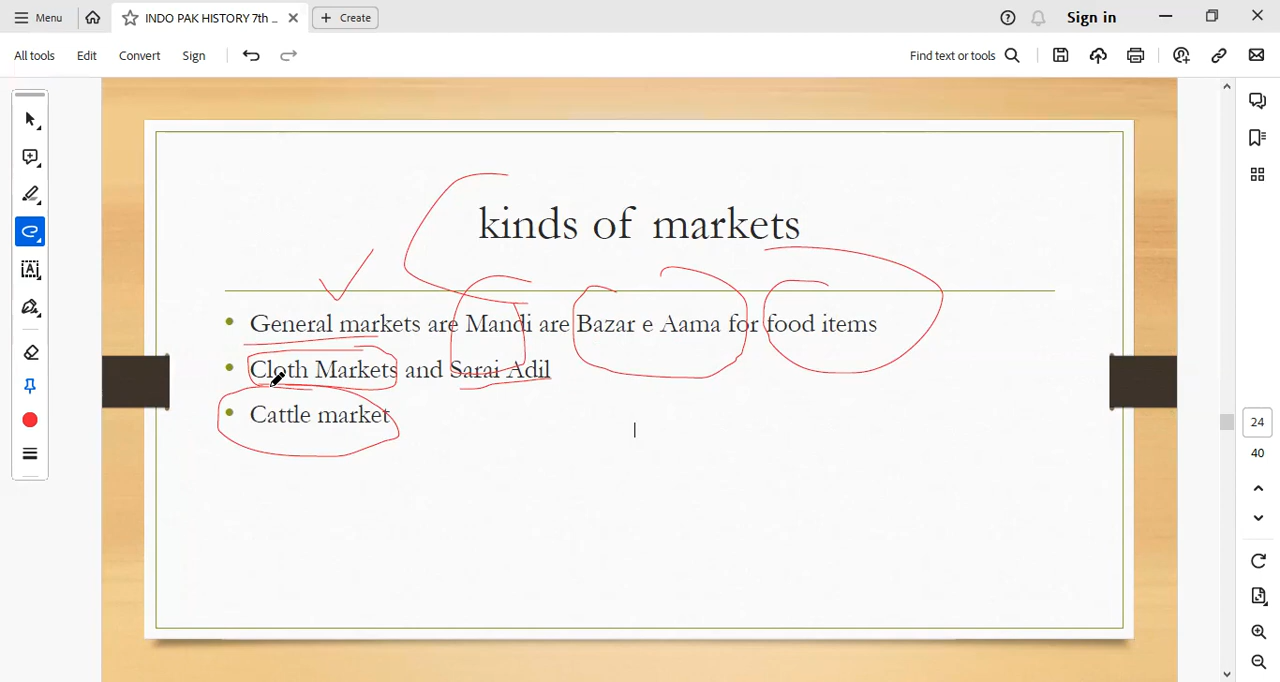 Menu
INDO PAK HISTORY 7th ...
Create
Sign in
All tools Edit Convert Sign
Find text or tools
kinds of markets
General markets are Mandi are Bazar e Aama for food items
Cloth Markets and Sarai Adil
Cattle market
24
40